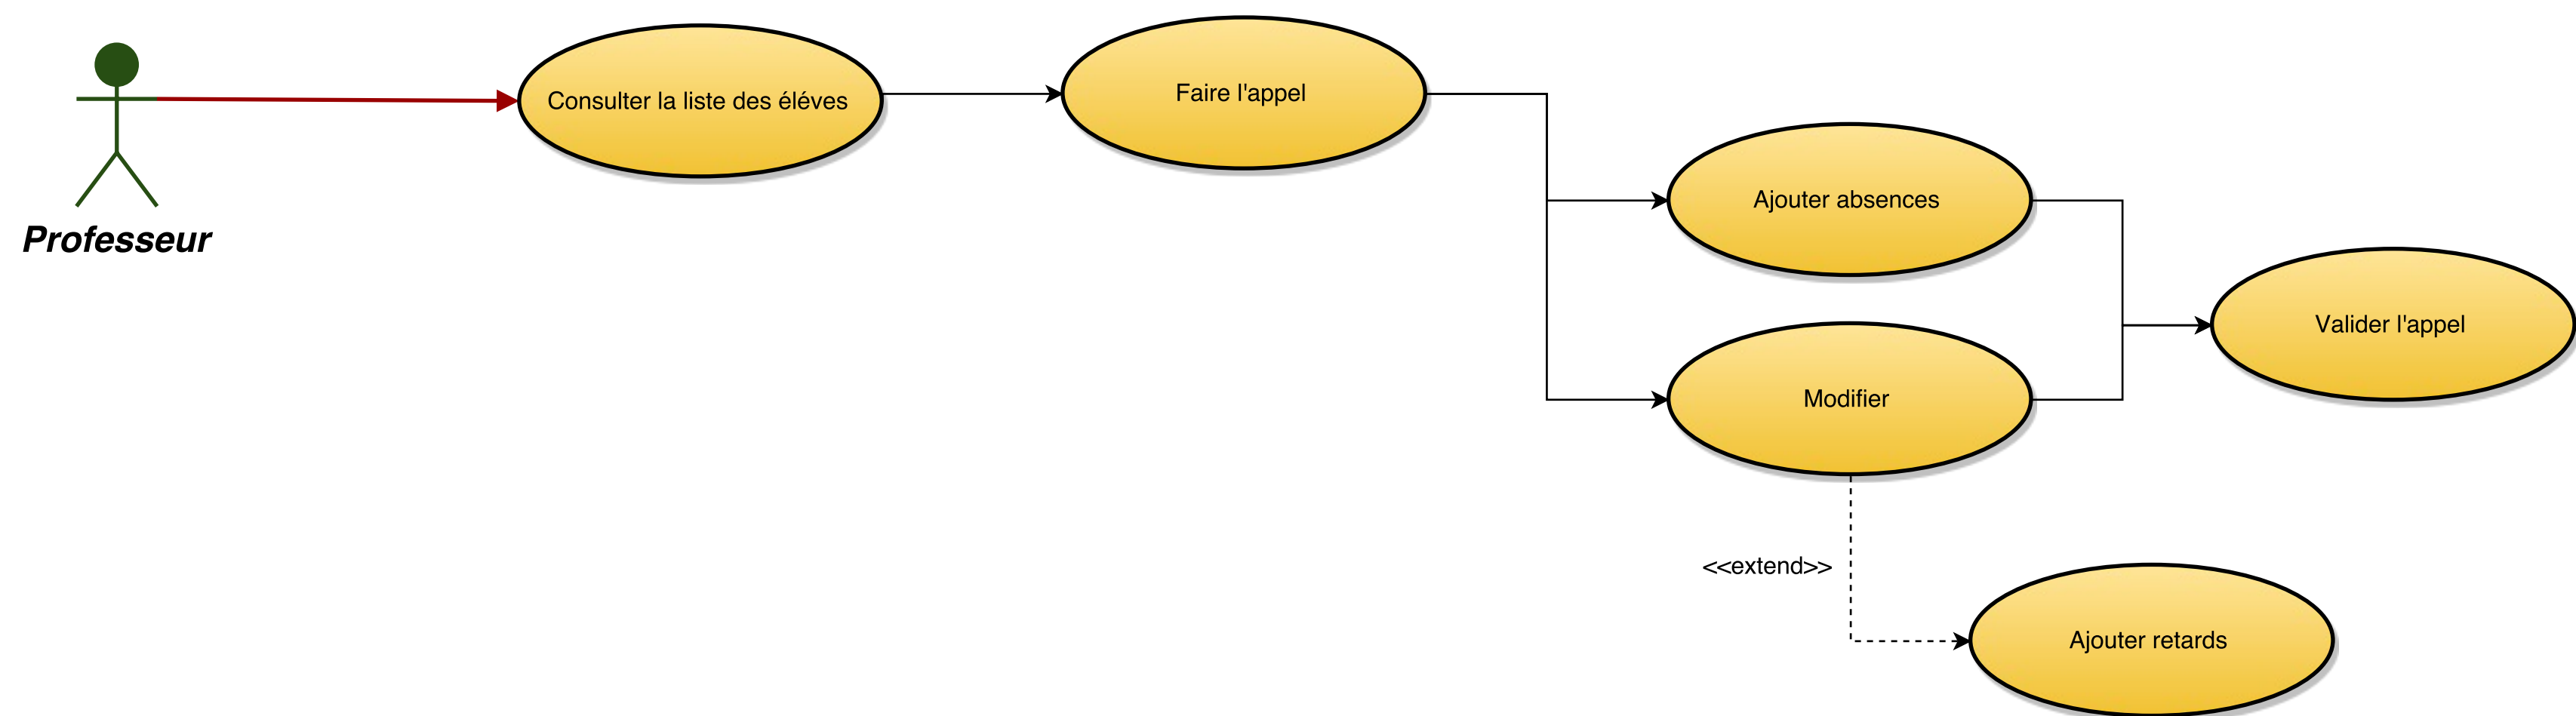 Professeur
Consulter la liste des éléves
Faire l'appel
Ajouter absences
Modifier
Valider l'appel
<<extend>>
Ajouter retards